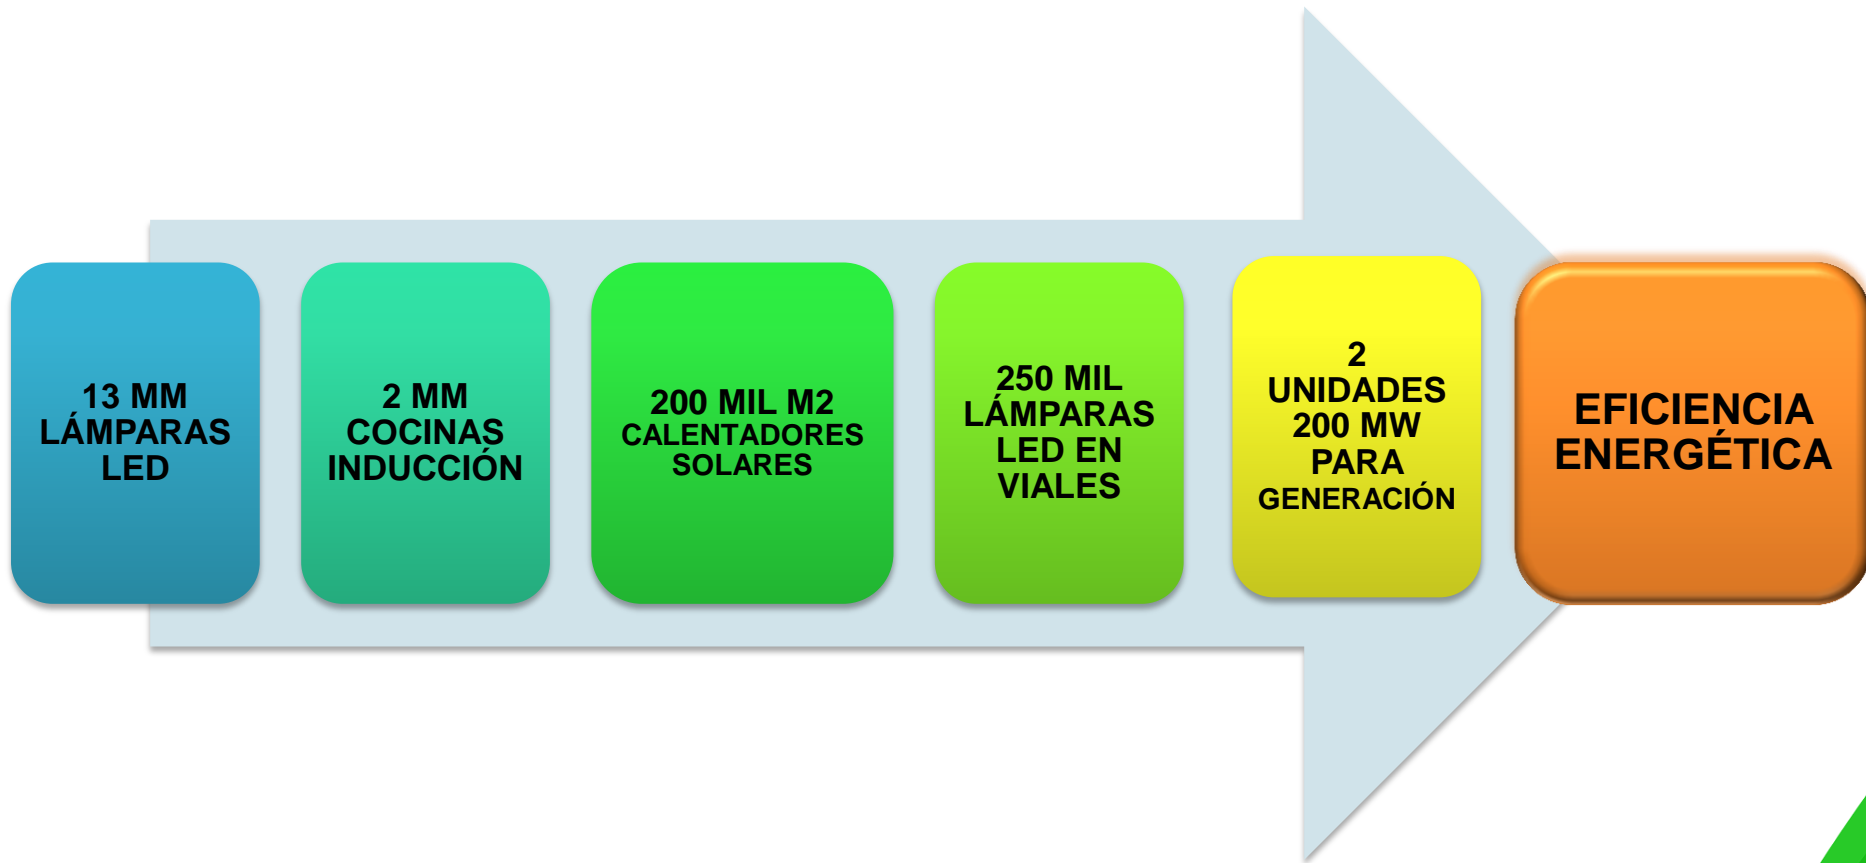 13 MM
LÁMPARAS
LED
2 MM
COCINAS
INDUCCIÓN
200 MIL M2
CALENTADORES
SOLARES
250 MIL
LÁMPARAS
LED EN
VIALES
2
UNIDADES
200 MW
PARA
GENERACIÓN
EFICIENCIA
ENERGÉTICA